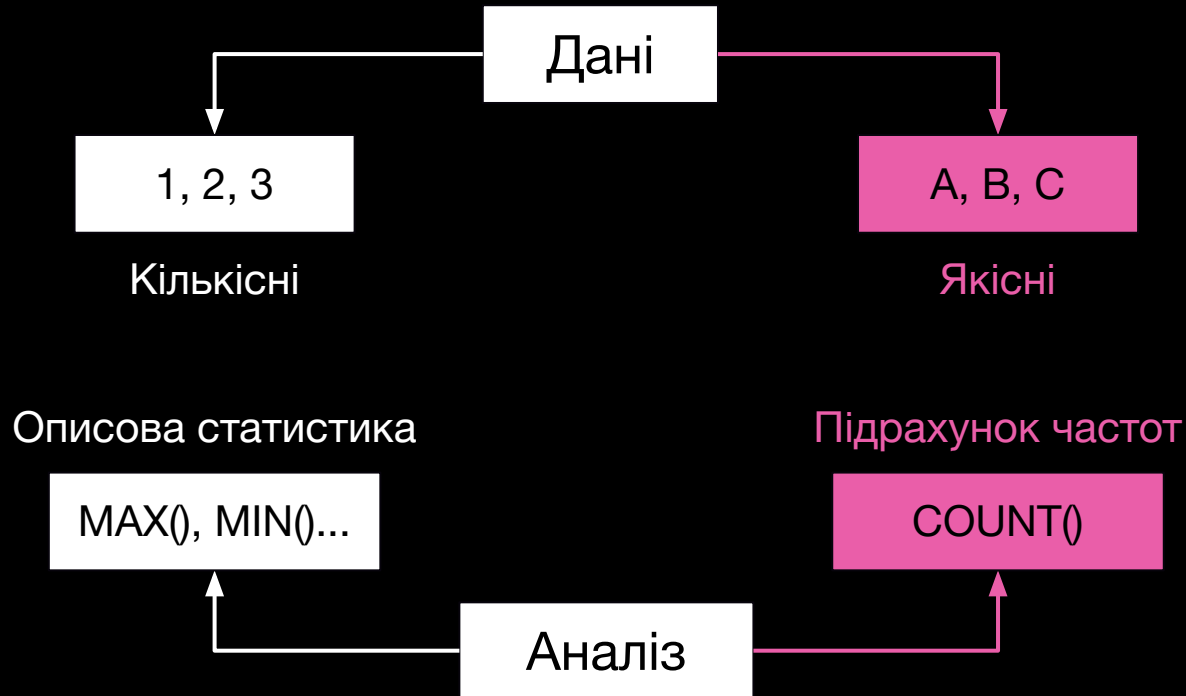 Дані
1, 2, 3
A, B, C
Кількісні
Якісні
Описова статистика
Підрахунок частот
MAX(), MIN()...
COUNT()
Аналіз